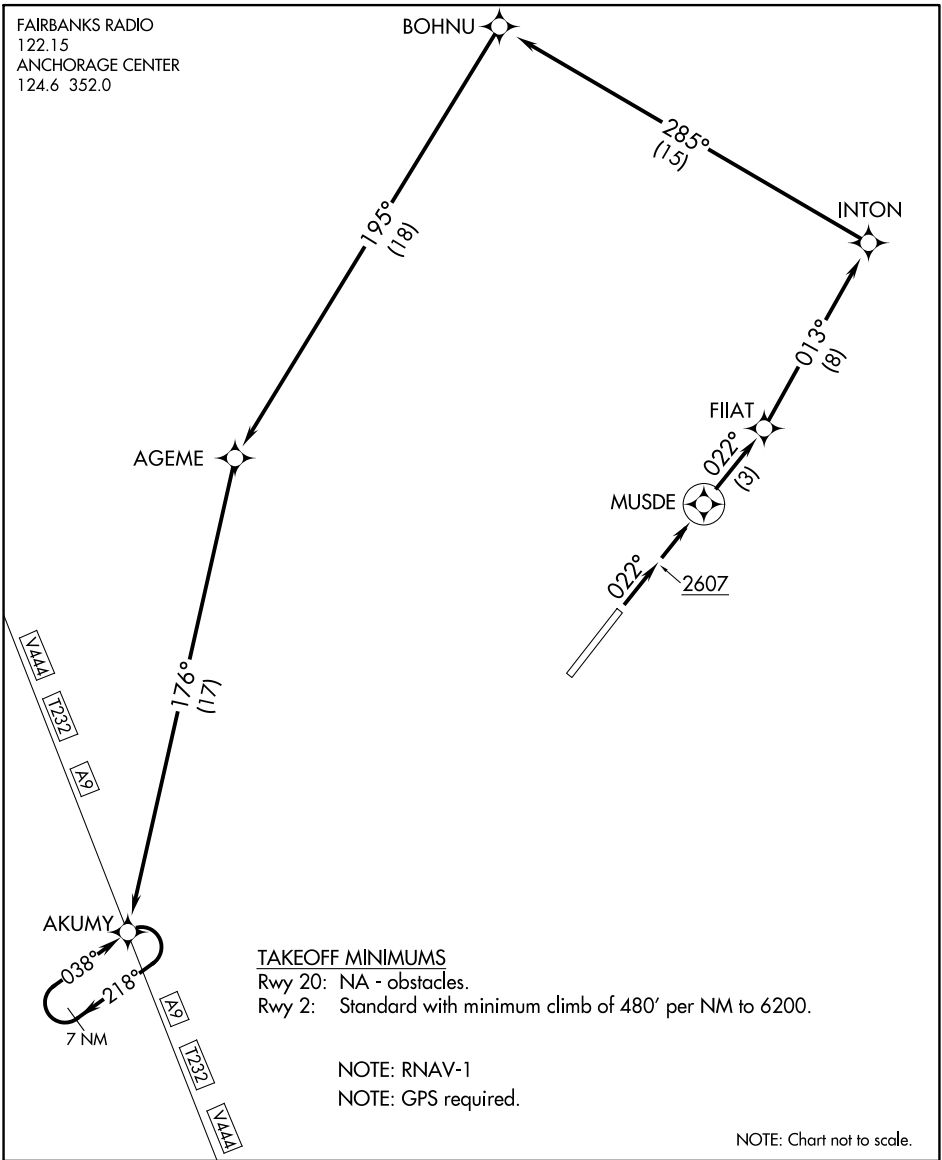 FAIRBANKS RADIO
122.15
ANCHORAGE CENTER
124.6 352.0
BOHNU
285°
(15)
INTON
195°
(18)
013°
(8)
FIIAT
AGEME
022°
(3)
MUSDE
022°
2607
V444
T232
A9
176°
(17)
AKUMY
038°
218°
7 NM
A9
T232
V444
TAKEOFF MINIMUMS
Rwy 20: NA - obstacles.
Rwy 2: Standard with minimum climb of 480' per NM to 6200.
NOTE: RNAV-1
NOTE: GPS required.
NOTE: Chart not to scale.